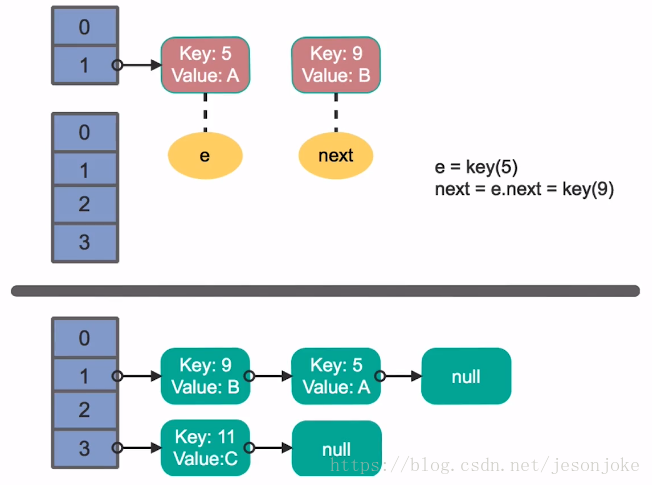 0
1
Key: 5
Value: A
Key: 9
Value: B
0
1
2
3
e
next
e = key(5)
next = e.next = key(9)
0
1
2
3
Key: 9
Value: B
Key: 5
Value: A
null
Key: 11
Value:C
null
https://blog.csdn.net/jesonjoke